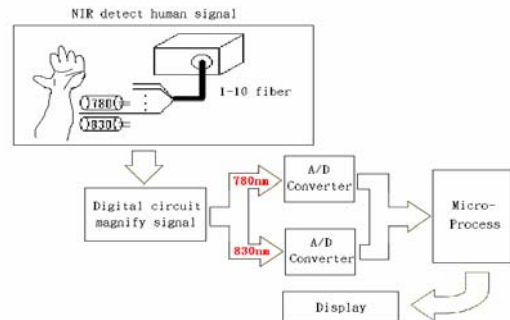 NIR detect human signal
1-10 fiber
780
830
Digital circuit
magnify signal
780nm
A/D
Converter
830nm
A/D
Converter
Micro-
Process
Display